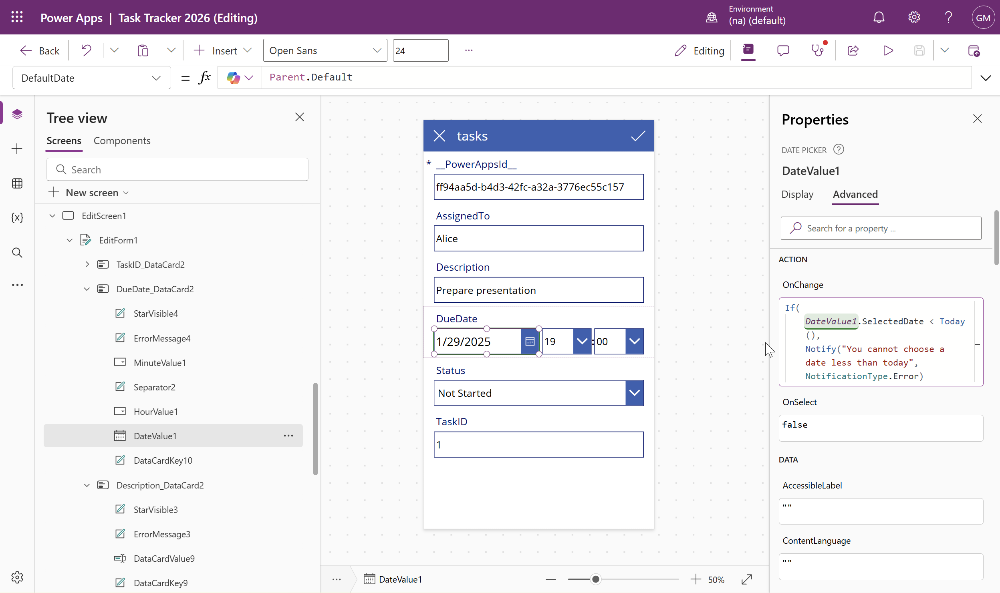 Power Apps | Task Tracker 2026 (Editing)
Environment
(na) (default)
GM
Back
Insert
Open Sans
24
Editing
DefaultDate
= fx
Parent.Default
Tree view
Screens
Components
Search
New screen
EditScreen1
EditForm1
TaskID_DataCard2
DueDate_DataCard2
StarVisible4
ErrorMessage4
MinuteValue1
Separator2
HourValue1
DateValue1
DataCardKey10
Description_DataCard2
StarVisible3
ErrorMessage3
DataCardValue9
DataCardKey9
tasks
* __PowerAppsId__
ff94aa5d-b4d3-42fc-a32a-3776ec55c157
AssignedTo
Alice
Description
Prepare presentation
DueDate
1/29/2025
19
:
00
Status
Not Started
TaskID
1
DateValue1
50%
Properties
DATE PICKER
DateValue1
Display
Advanced
Search for a property ...
ACTION
OnChange
If(
DateValue1.SelectedDate < Today
(),
Notify("You cannot choose a
date less than today",
NotificationType.Error)
OnSelect
false
DATA
AccessibleLabel
""
ContentLanguage
""